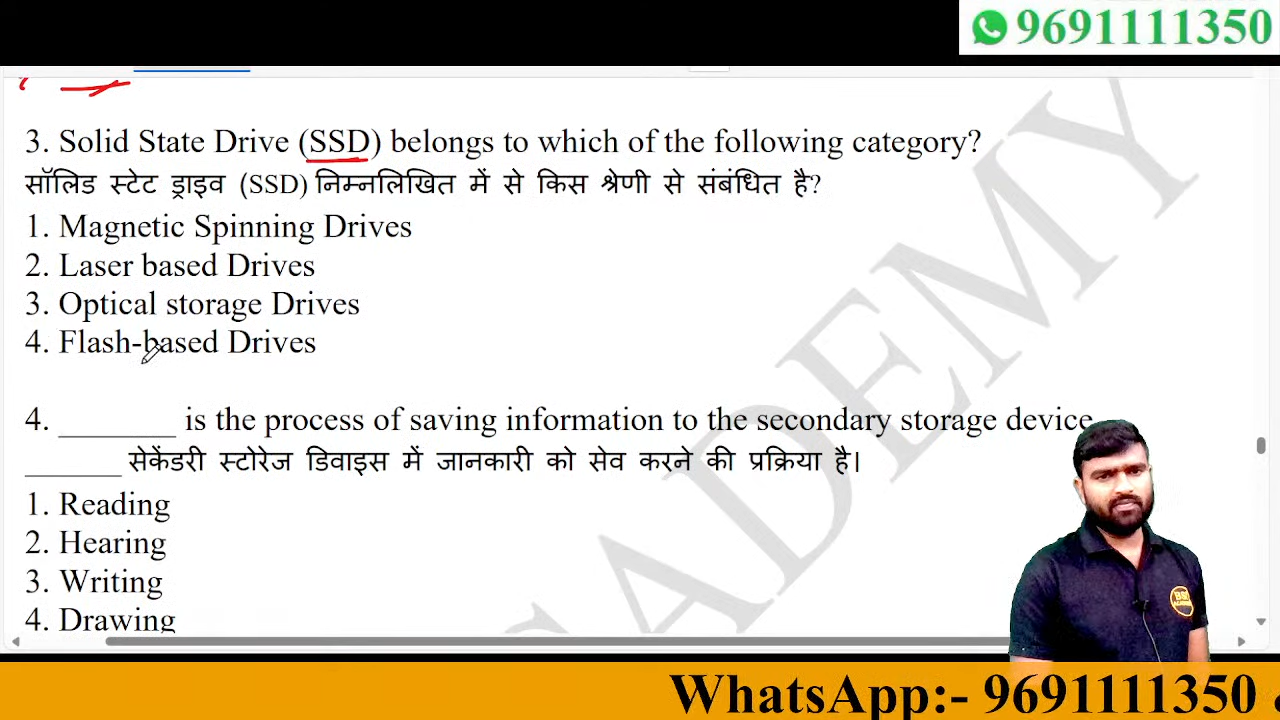 9691111350
3. Solid State Drive (SSD) belongs to which of the following category?
सॉलिड स्टेट ड्राइव (SSD) निम्नलिखित में से किस श्रेणी से संबंधित है?
1. Magnetic Spinning Drives
2. Laser based Drives
3. Optical storage Drives
4. Flash-based Drives
4. ________ is the process of saving information to the secondary storage device
________ सेकेंडरी स्टोरेज डिवाइस में जानकारी को सेव करने की प्रक्रिया है।
1. Reading
2. Hearing
3. Writing
4. Drawing
WhatsApp:- 9691111350